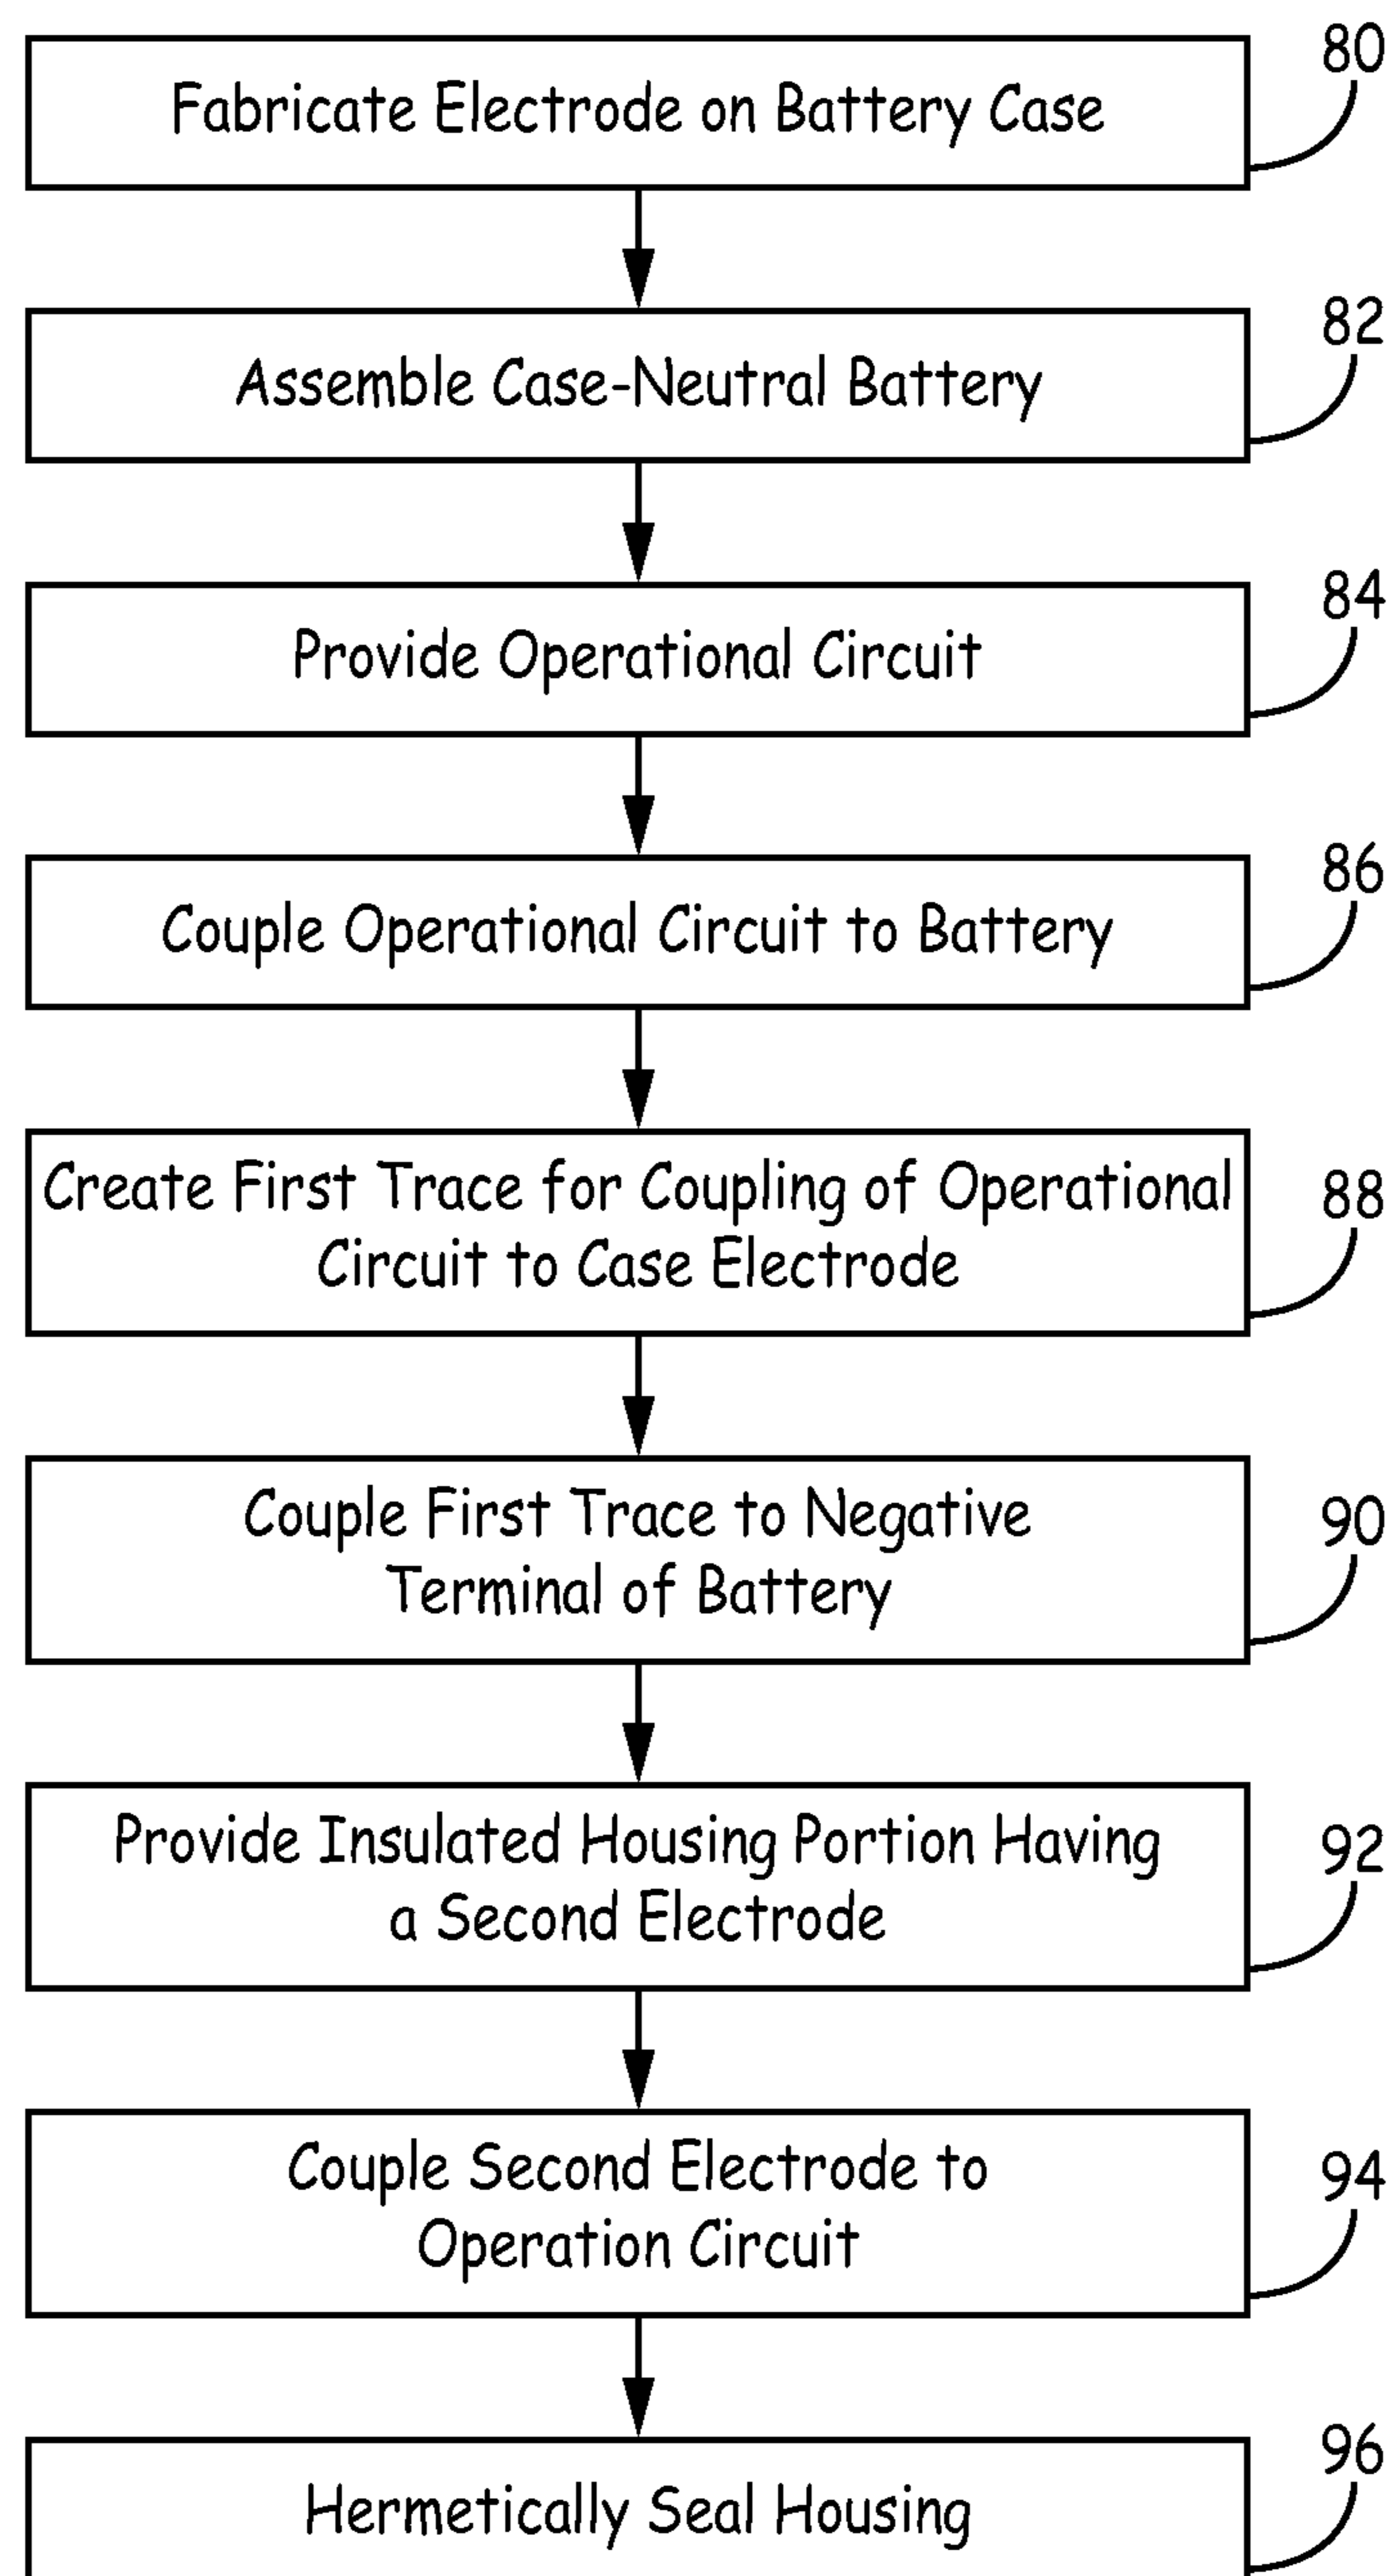 80
Fabricate Electrode on Battery Case
82
Assemble Case-Neutral Battery
84
Provide Operational Circuit
86
Couple Operational Circuit to Battery
88
Create First Trace for Coupling of Operational
Circuit to Case Electrode
90
Couple First Trace to Negative
Terminal of Battery
92
Provide Insulated Housing Portion Having
a Second Electrode
94
Couple Second Electrode to
Operation Circuit
96
Hermetically Seal Housing